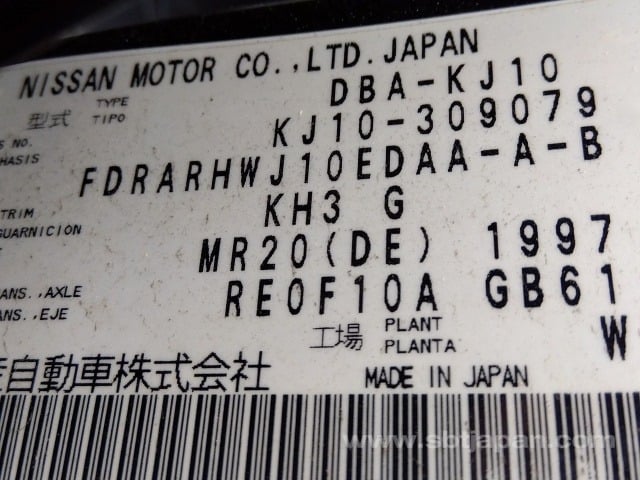 NISSAN MOTOR CO.,LTD.JAPAN
型式 TYPE TIPO DBA-KJ10
S NO. HASIS KJ10-309079
FDRARHWJ10EDAA-A-B
TRIM GUARNICION KH3 G
MR20(DE) 1997
ANS.,AXLE ANS.,EJE RE0F10A GB61
工場 PLANT PLANTA W
産自動車株式会社 MADE IN JAPAN
www.sbtjapan.com